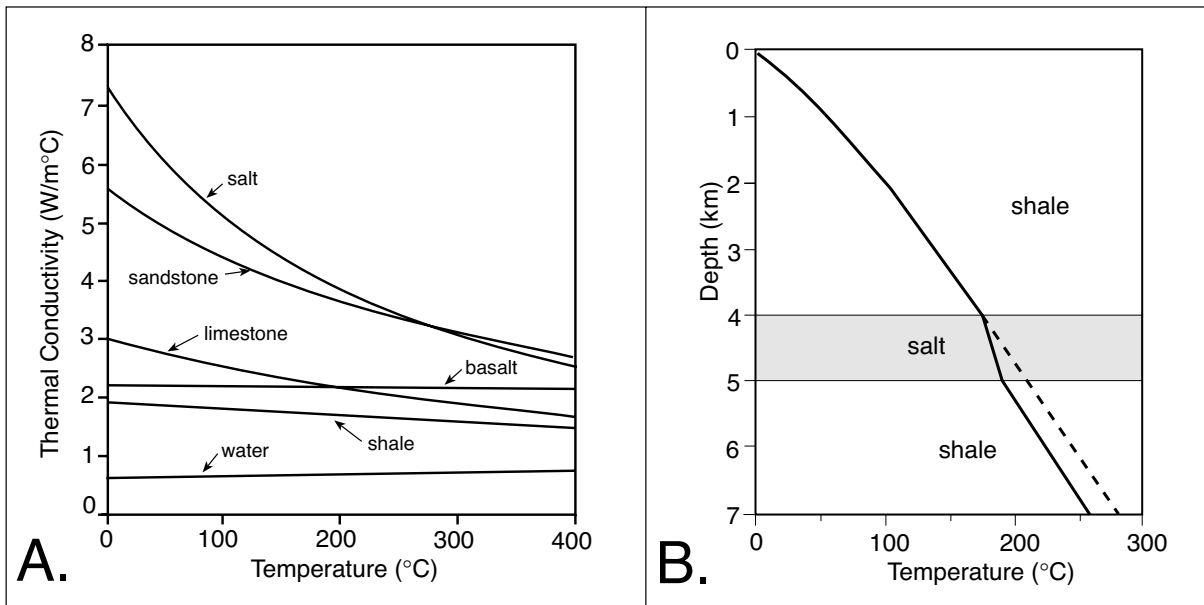 8
7
6
5
4
3
2
1
0
Thermal Conductivity (W/m°C)
salt
sandstone
limestone
basalt
shale
water
0 100 200 300 400
Temperature (°C)
A.
0
1
2
3
4
5
6
7
Depth (km)
shale
salt
shale
0 100 200 300
Temperature (°C)
B.